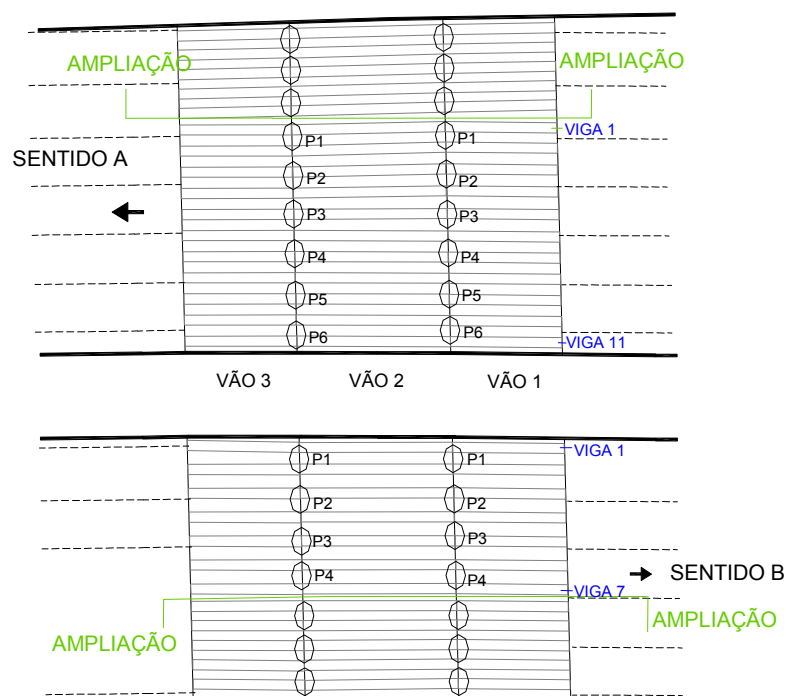 AMPLIAÇÃO
AMPLIAÇÃO
VIGA 1
P1
P1
SENTIDO A
P2
P2
P3
P3
P4
P4
P5
P5
P6
P6
VIGA 11
VÃO 3
VÃO 2
VÃO 1
VIGA 1
P1
P1
P2
P2
P3
P3
P4
P4
SENTIDO B
VIGA 7
AMPLIAÇÃO
AMPLIAÇÃO